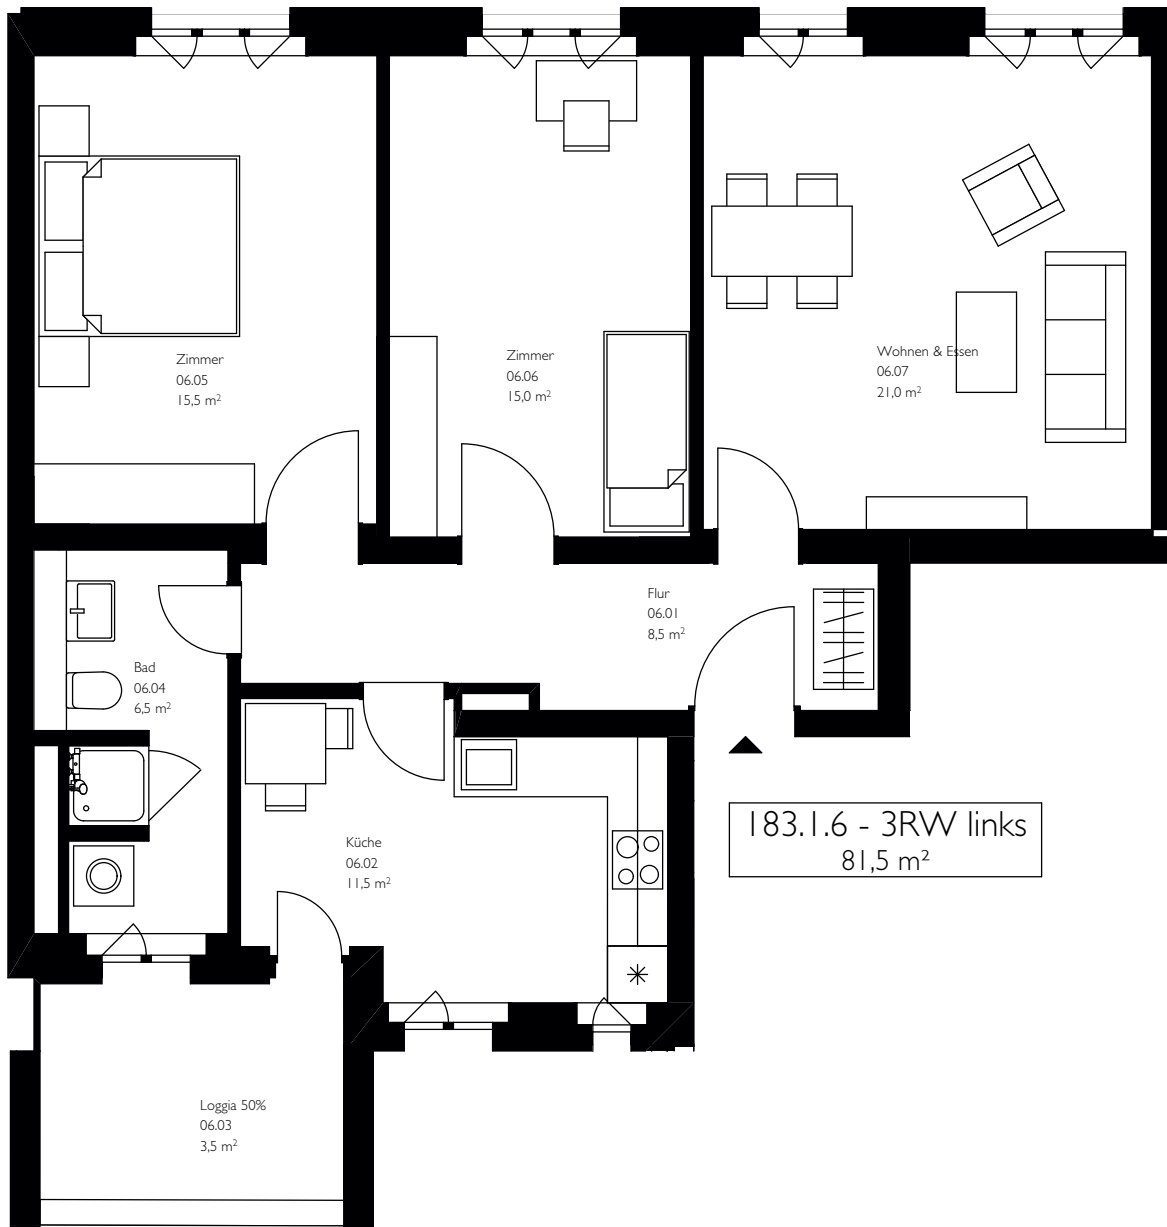 Zimmer
06.05
15,5 m²
Zimmer
06.06
15,0 m²
Wohnen & Essen
06.07
21,0 m²
Flur
06.01
8,5 m²
Bad
06.04
6,5 m²
Küche
06.02
11,5 m²
183.1.6 - 3RW links
81,5 m²
Loggia 50%
06.03
3,5 m²